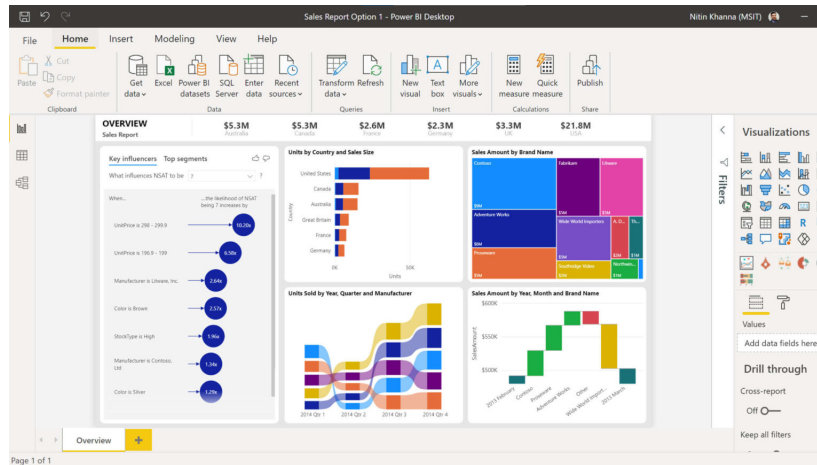 Sales Report Option 1 - Power BI Desktop
Nitin Khanna (MSIT)
File Home Insert Modeling View Help
Paste
Cut
Copy
Format painter
Get data
Excel
Power BI datasets
SQL Server
Enter data
Recent sources
Transform data
Refresh
New visual
Text box
More visuals
New measure
Quick measure
Publish
Clipboard
Data
Queries
Insert
Calculations
Share
OVERVIEW
Sales Report
$5.3M
Australia
$5.3M
Canada
$2.6M
France
$2.3M
Germany
$3.3M
UK
$21.8M
USA
Key influencers Top segments
What influences NSAT to be 7 ?
When...
...the likelihood of NSAT
being 7 increases by
UnitPrice is 298 - 299.9
10.20x
UnitPrice is 198.9 - 199
6.58x
Manufacturer is Litware, Inc.
2.64x
Color is Brown
2.57x
StockType is High
1.96x
Manufacturer is Contoso,
Ltd
1.34x
Color is Silver
1.29x
Units by Country and Sales Size
Country
United States
Canada
Australia
Great Britain
France
Germany
0K 50K
Units
Sales Amount by Brand Name
Contoso
$9M
Fabrikam
$5M
Litware
Adventure Works
$6M
Wide World Importers
$5M
A. D...
$3M
Th...
$1M
Proseware
$5M
Southridge Video
$2M
Northwin...
$1M
Units Sold by Year, Quarter and Manufacturer
2014 Qtr 1 2014 Qtr 2 2014 Qtr 3 2014 Qtr 4
Sales Amount by Year, Month and Brand Name
SalesAmount
$600K
$550K
$500K
2013 February
Contoso
Proseware
Adventure Works
Other
Wide World Import...
2013 March
Filters
Visualizations
R
Values
Add data fields here
Drill through
Cross-report
Off
Keep all filters
Overview +
Page 1 of 1